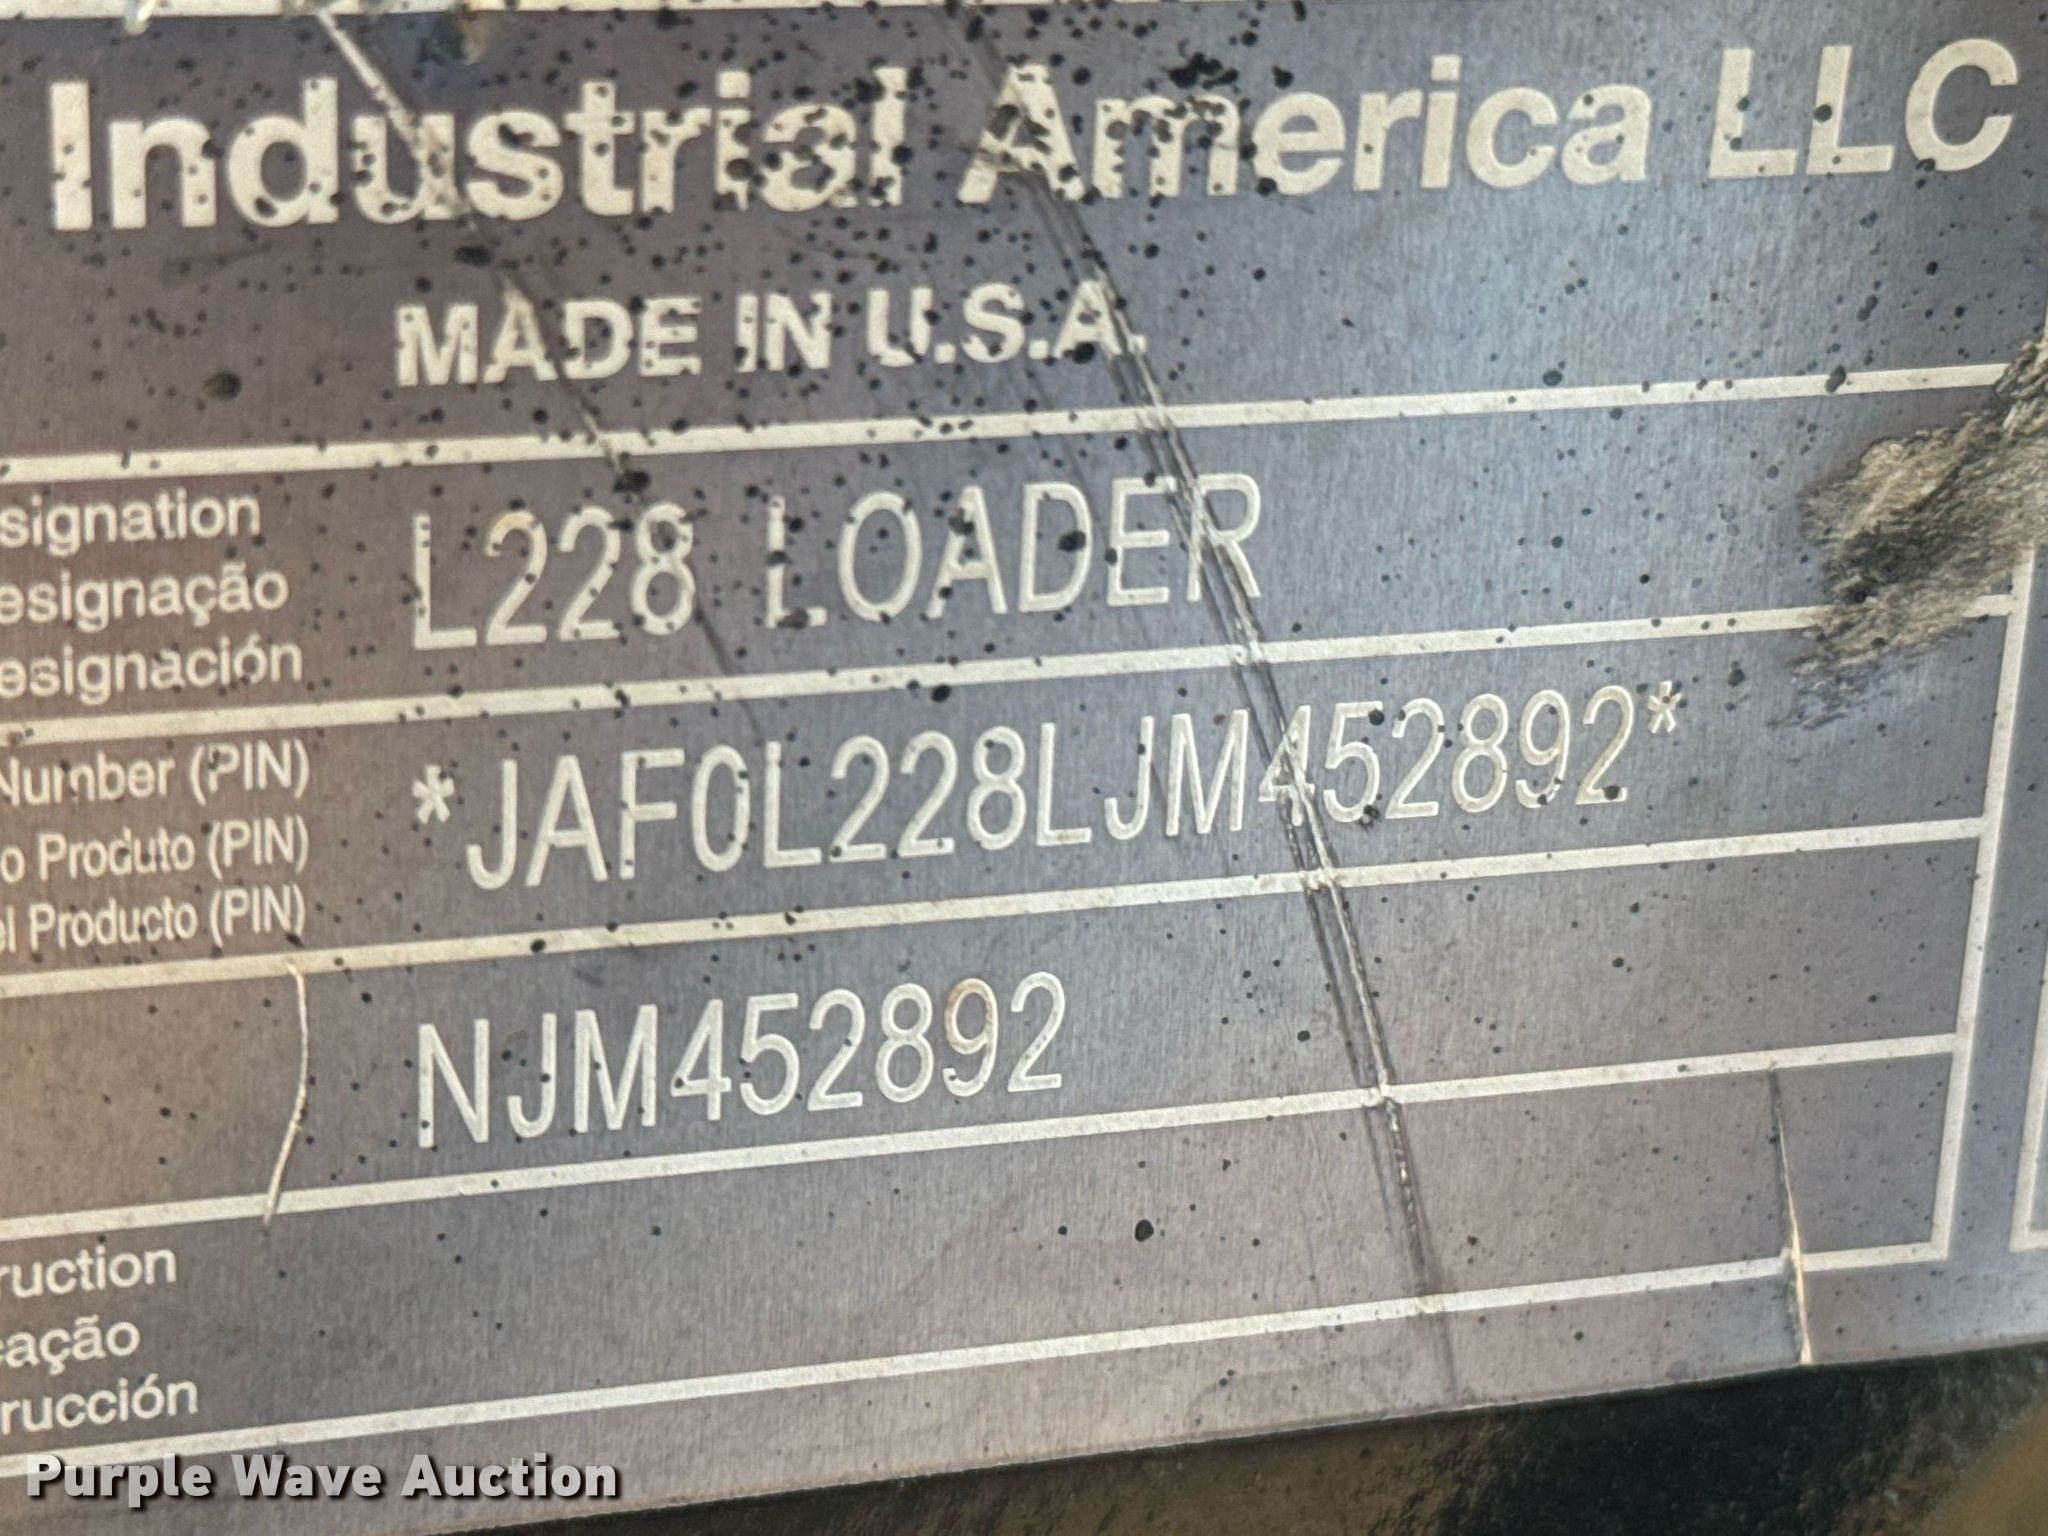 Industrial America LLC
MADE IN U.S.A.
signation
esignação
esignación
L228 LOADER
Number (PIN)
o Produto (PIN)
el Producto (PIN)
*JAF0L228LJM452892*
NJM452892
ruction
cação
rucción
Purple Wave Auction